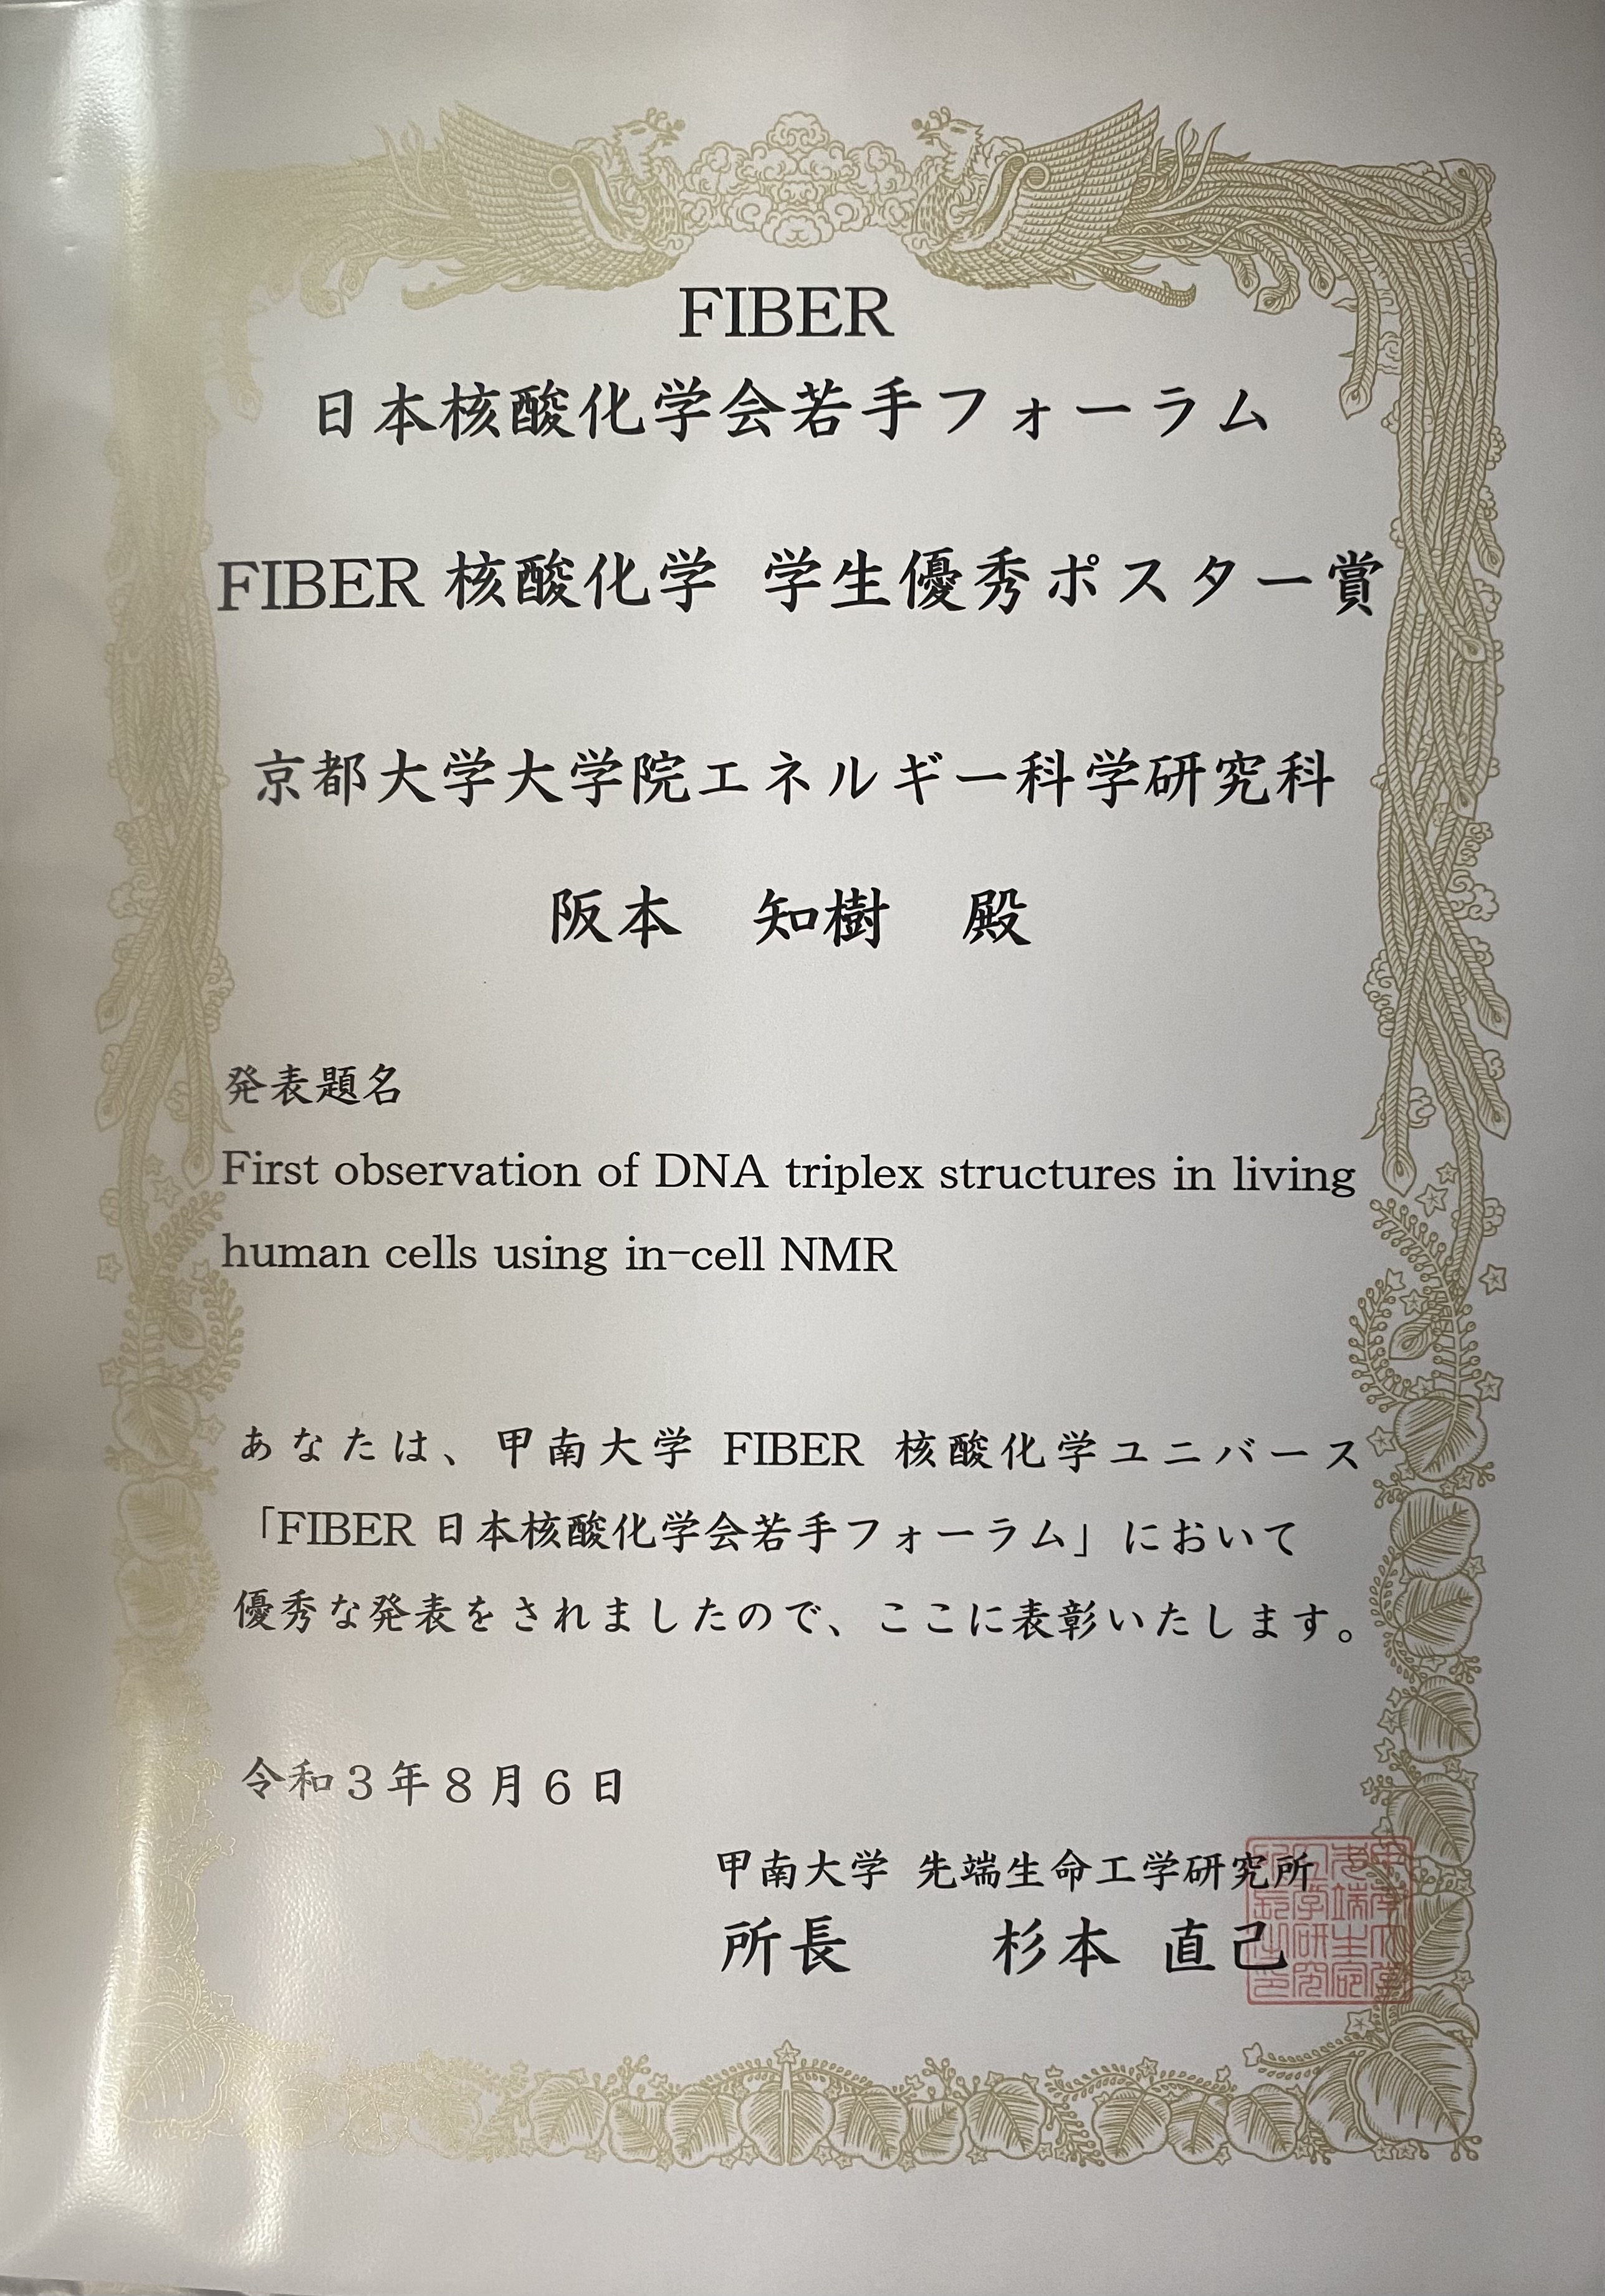 FIBER
日本核酸化学会若手フォーラム
FIBER 核酸化学 学生優秀ポスター賞
京都大学大学院エネルギー科学研究科
阪本 知樹 殿
発表題名
First observation of DNA triplex structures in living
human cells using in-cell NMR
あなたは、甲南大学 FIBER 核酸化学ユニバース
「FIBER 日本核酸化学会若手フォーラム」において
優秀な発表をされましたので、ここに表彰いたします。
令和３年８月６日
甲南大学 先端生命工学研究所
所長 杉本 直己